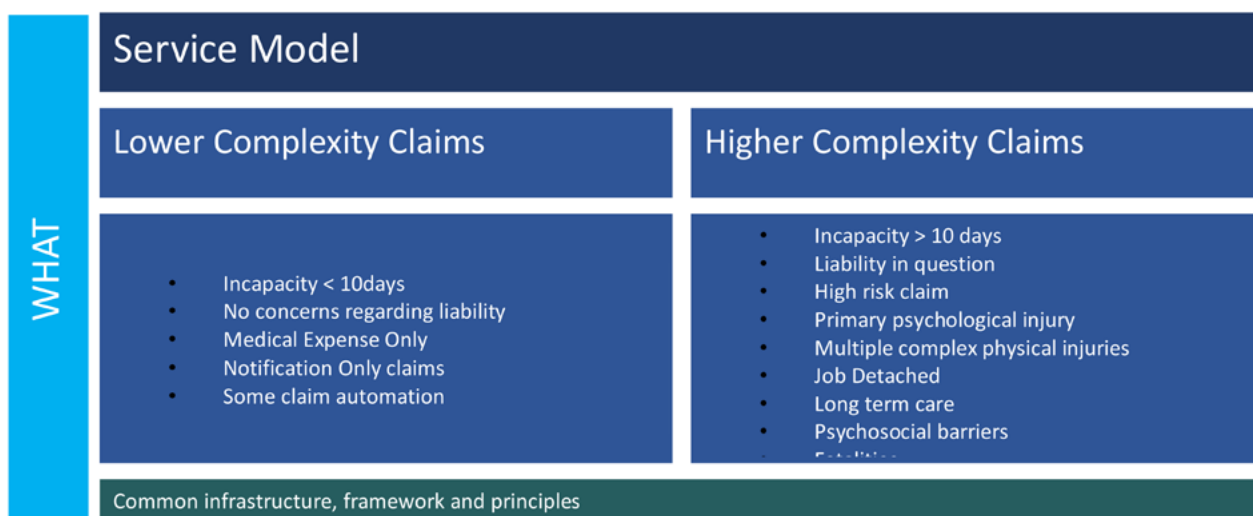 WHAT
Service Model
Lower Complexity Claims
Higher Complexity Claims
• Incapacity < 10days
• No concerns regarding liability
• Medical Expense Only
• Notification Only claims
• Some claim automation
• Incapacity > 10 days
• Liability in question
• High risk claim
• Primary psychological injury
• Multiple complex physical injuries
• Job Detached
• Long term care
• Psychosocial barriers
Common infrastructure, framework and principles